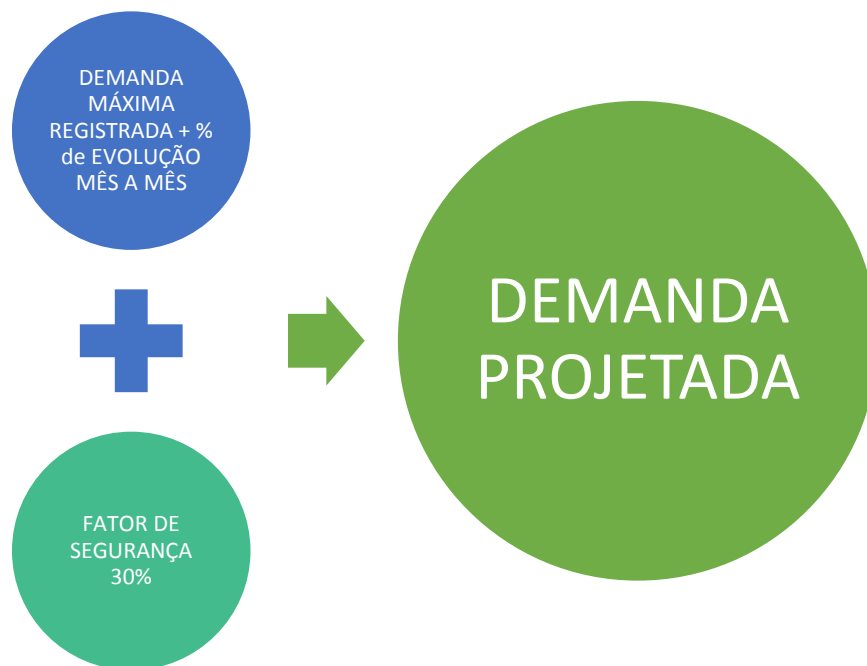 DEMANDA
MÁXIMA
REGISTRADA + %
de EVOLUÇÃO
MÊS A MÊS
FATOR DE
SEGURANÇA
30%
DEMANDA
PROJETADA